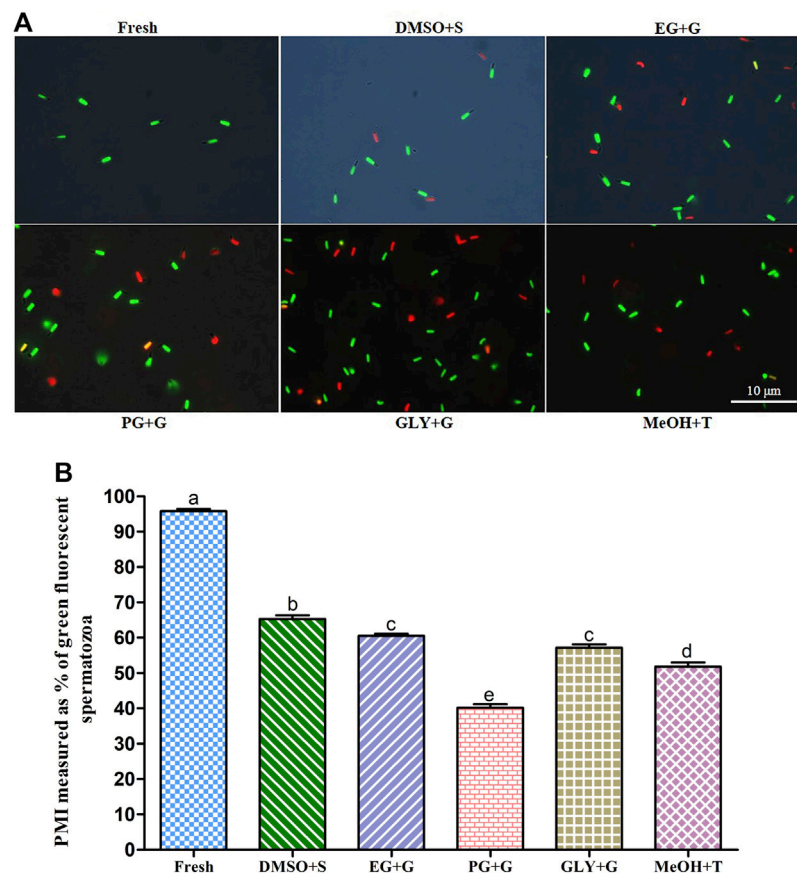 A
Fresh DMSO+S EG+G
PG+G GLY+G MeOH+T
10 μm
B
PMI measured as % of green fluorescent
spermatozoa
100
90
80
70
60
50
40
30
20
10
0
a
b
c
e
c
d
Fresh DMSO+S EG+G PG+G GLY+G MeOH+T